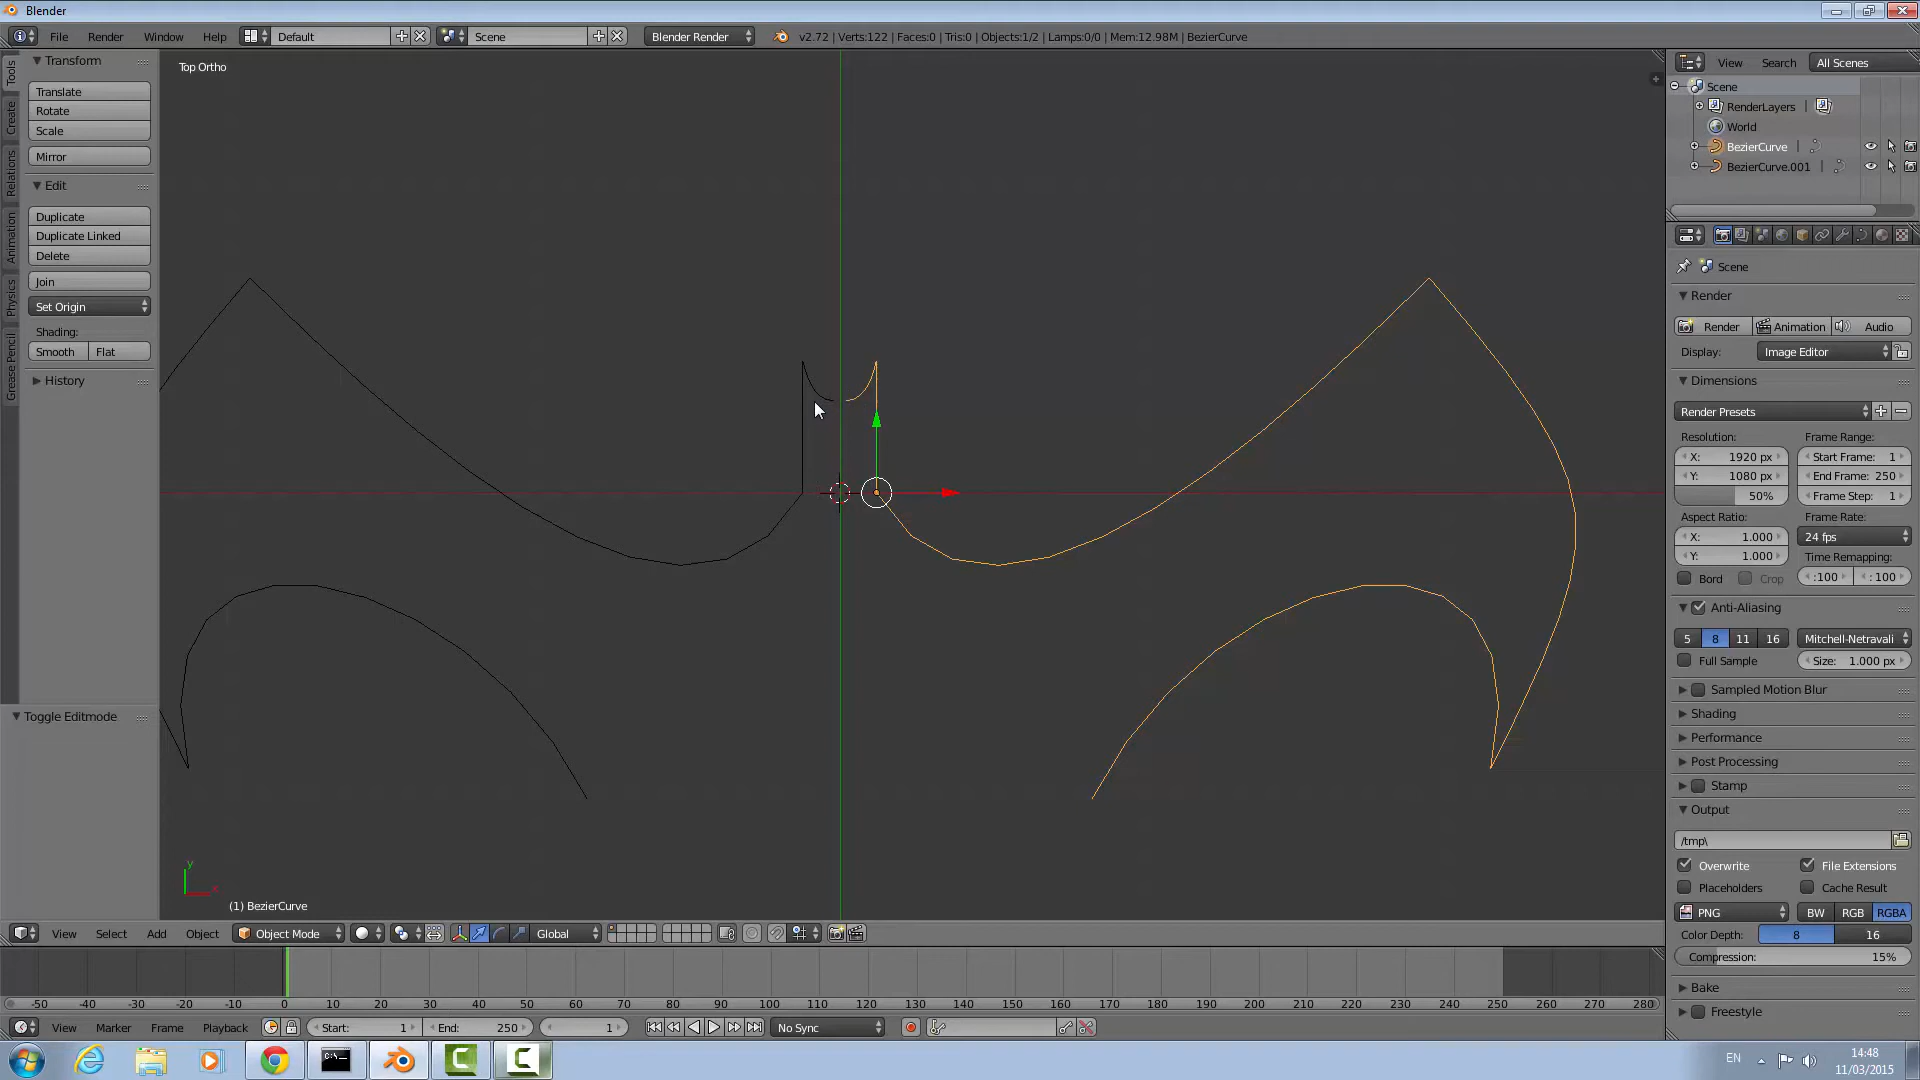 Blender
File Render Window Help Default Scene Blender Render v2.72 | Verts:122 | Faces:0 | Tris:0 | Objects:1/2 | Lamps:0/0 | Mem:12.98M | BezierCurve
Tools
Create
Relations
Animation
Physics
Grease Pencil
Transform
Translate
Rotate
Scale
Mirror
Edit
Duplicate
Duplicate Linked
Delete
Join
Set Origin
Shading:
Smooth Flat
History
Toggle Editmode
Top Ortho
y
x
(1) BezierCurve
View Select Add Object Object Mode Global
View Search All Scenes
Scene
RenderLayers |
World
BezierCurve |
BezierCurve.001 |
Scene
Render
Render Animation Audio
Display: Image Editor
Dimensions
Render Presets
Resolution: Frame Range:
X: 1920 px Start Frame: 1
Y: 1080 px End Frame: 250
50% Frame Step: 1
Aspect Ratio: Frame Rate:
X: 1.000 24 fps
Y: 1.000 Time Remapping:
Bord Crop :100 : 100
Anti-Aliasing
5 8 11 16 Mitchell-Netravali
Full Sample Size: 1.000 px
Sampled Motion Blur
Shading
Performance
Post Processing
Stamp
Output
/tmp\
Overwrite File Extensions
Placeholders Cache Result
PNG BW RGB RGBA
Color Depth: 8 16
Compression: 15%
Bake
Freestyle
-50 -40 -30 -20 -10 0 10 20 30 40 50 60 70 80 90 100 110 120 130 140 150 160 170 180 190 200 210 220 230 240 250 260 270 280
View Marker Frame Playback Start: 1 End: 250 1 No Sync
C:\
EN 14:48
11/03/2015